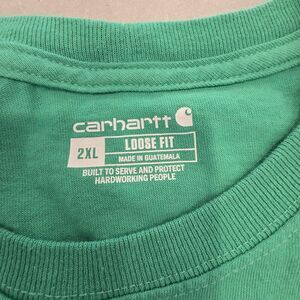 carhartt
2XL LOOSE FIT
MADE IN GUATEMALA
BUILT TO SERVE AND PROTECT
HARDWORKING PEOPLE